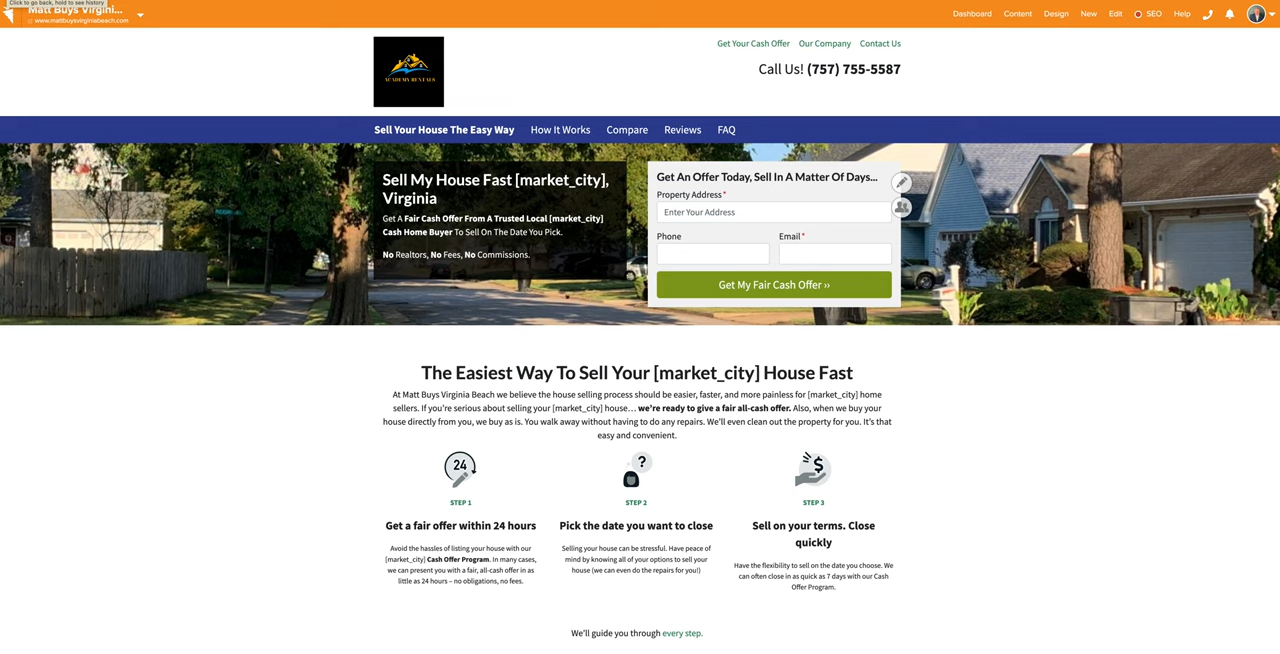 Click to go back, hold to see history
Matt Buys Virgini...
www.mattbuysvirginiabeach.com
Dashboard Content Design New Edit SEO Help
ACADEMY RENTALS
Get Your Cash Offer Our Company Contact Us
Call Us! (757) 755-5587
Sell Your House The Easy Way How It Works Compare Reviews FAQ
Sell My House Fast [market_city],
Virginia
Get A Fair Cash Offer From A Trusted Local [market_city]
Cash Home Buyer To Sell On The Date You Pick.
No Realtors, No Fees, No Commissions.
Get An Offer Today, Sell In A Matter Of Days...
Property Address*
Enter Your Address
Phone Email*
Get My Fair Cash Offer ››
The Easiest Way To Sell Your [market_city] House Fast
At Matt Buys Virginia Beach we believe the house selling process should be easier, faster, and more painless for [market_city] home
sellers. If you're serious about selling your [market_city] house… we're ready to give a fair all-cash offer. Also, when we buy your
house directly from you, we buy as is. You walk away without having to do any repairs. We'll even clean out the property for you. It's that
easy and convenient.
24
?
$
STEP 1
STEP 2
STEP 3
Get a fair offer within 24 hours
Avoid the hassles of listing your house with our
[market_city] Cash Offer Program. In many cases,
we can present you with a fair, all-cash offer in as
little as 24 hours – no obligations, no fees.
Pick the date you want to close
Selling your house can be stressful. Have peace of
mind by knowing all of your options to sell your
house (we can even do the repairs for you!)
Sell on your terms. Close
quickly
Have the flexibility to sell on the date you choose. We
can often close in as quick as 7 days with our Cash
Offer Program.
We'll guide you through every step.